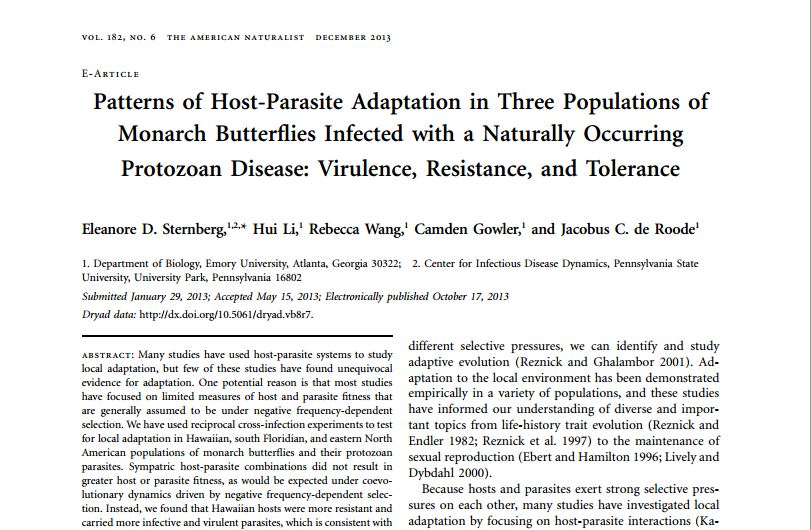 VOL. 182, NO. 6 THE AMERICAN NATURALIST DECEMBER 2013
E-Article
Patterns of Host-Parasite Adaptation in Three Populations of
Monarch Butterflies Infected with a Naturally Occurring
Protozoan Disease: Virulence, Resistance, and Tolerance
Eleanore D. Sternberg,1,2,* Hui Li,1 Rebecca Wang,1 Camden Gowler,1 and Jacobus C. de Roode1
1. Department of Biology, Emory University, Atlanta, Georgia 30322; 2. Center for Infectious Disease Dynamics, Pennsylvania State
University, University Park, Pennsylvania 16802
Submitted January 29, 2013; Accepted May 15, 2013; Electronically published October 17, 2013
Dryad data: http://dx.doi.org/10.5061/dryad.vb8r7.
ABSTRACT: Many studies have used host-parasite systems to study
local adaptation, but few of these studies have found unequivocal
evidence for adaptation. One potential reason is that most studies
have focused on limited measures of host and parasite fitness that
are generally assumed to be under negative frequency-dependent
selection. We have used reciprocal cross-infection experiments to test
for local adaptation in Hawaiian, south Floridian, and eastern North
American populations of monarch butterflies and their protozoan
parasites. Sympatric host-parasite combinations did not result in
greater host or parasite fitness, as would be expected under coevo-
lutionary dynamics driven by negative frequency-dependent selec-
tion. Instead, we found that Hawaiian hosts were more resistant and
carried more infective and virulent parasites, which is consistent with
different selective pressures, we can identify and study
adaptive evolution (Reznick and Ghalambor 2001). Ad-
aptation to the local environment has been demonstrated
empirically in a variety of populations, and these studies
have informed our understanding of diverse and impor-
tant topics from life-history trait evolution (Reznick and
Endler 1982; Reznick et al. 1997) to the maintenance of
sexual reproduction (Ebert and Hamilton 1996; Lively and
Dybdahl 2000).
Because hosts and parasites exert strong selective pres-
sures on each other, many studies have investigated local
adaptation by focusing on host-parasite interactions (Ka-